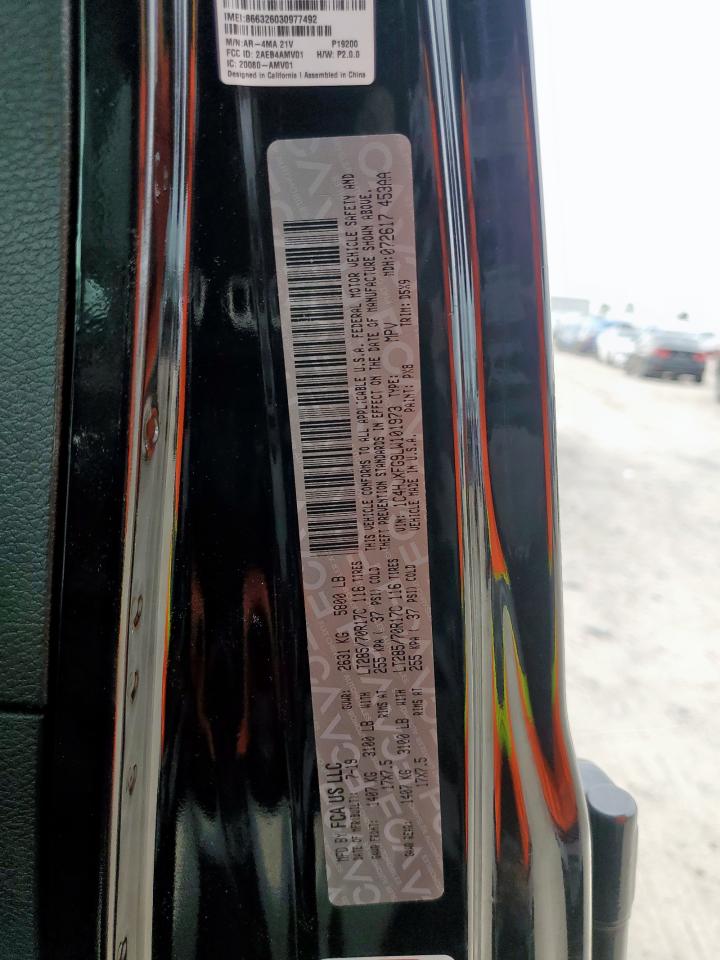 IMEI:866326030977492
M/N:AR-4MA 21V P19200
FCC ID: 2AEB4AMV01 H/W: P2.0.0
IC: 20080-AMV01
Designed in California | Assembled in China
MFD BY FCA US LLC
DATE OF MFR: 7-19 GVWR: 2631 KG 5800 LB
GAWR FRONT: 1407 KG 3100 LB WITH LT285/70R17C 116 TIRES
17X7.5 RIMS AT 255 KPA ( 37 PSI) COLD
GAWR REAR: 1407 KG 3100 LB WITH LT285/70R17C 116 TIRES
17X7.5 RIMS AT 255 KPA ( 37 PSI) COLD
THIS VEHICLE CONFORMS TO ALL APPLICABLE U.S.A. FEDERAL MOTOR VEHICLE SAFETY AND
THEFT PREVENTION STANDARDS IN EFFECT ON THE DATE OF MANUFACTURE SHOWN ABOVE.
VIN: 1C4HJXFG9LW101973 TYPE: MPV MDH:072617 453AA
VEHICLE MADE IN U.S.A. PAINT: PX8 TRIM: D5X9